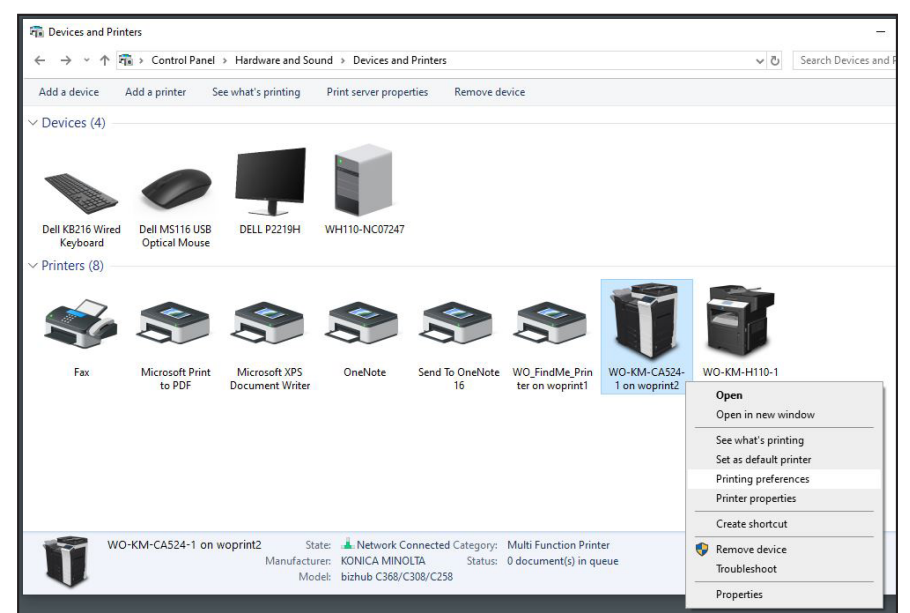 Devices and Printers
Control Panel > Hardware and Sound > Devices and Printers
Search Devices and P
Add a device Add a printer See what's printing Print server properties Remove device
Devices (4)
Dell KB216 Wired
Keyboard
Dell MS116 USB
Optical Mouse
DELL P2219H
WH110-NC07247
Printers (8)
Fax
Microsoft Print
to PDF
Microsoft XPS
Document Writer
OneNote
Send To OneNote
16
WO_FindMe_Prin
ter on woprint1
WO-KM-CA524-
1 on woprint2
WO-KM-H110-1
Open
Open in new window
See what's printing
Set as default printer
Printing preferences
Printer properties
Create shortcut
Remove device
Troubleshoot
Properties
WO-KM-CA524-1 on woprint2 State: Network Connected Category: Multi Function Printer
Manufacturer: KONICA MINOLTA Status: 0 document(s) in queue
Model: bizhub C368/C308/C258